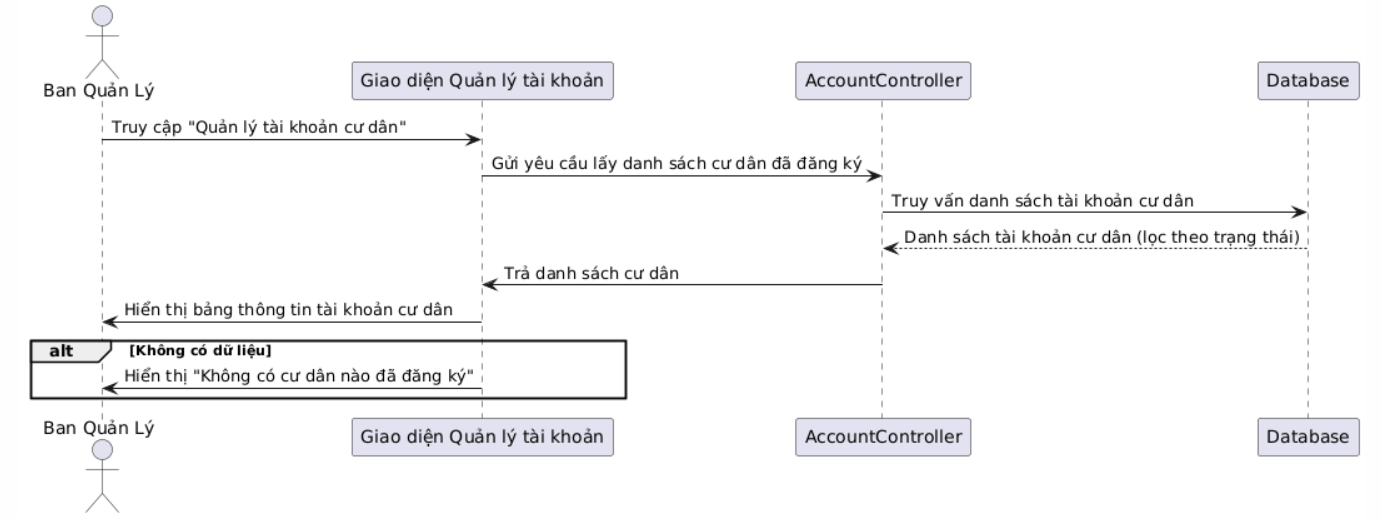 Ban Quản Lý
Giao diện Quản lý tài khoản
AccountController
Database
Truy cập "Quản lý tài khoản cư dân"
Gửi yêu cầu lấy danh sách cư dân đã đăng ký
Truy vấn danh sách tài khoản cư dân
Danh sách tài khoản cư dân (lọc theo trạng thái)
Trả danh sách cư dân
Hiển thị bảng thông tin tài khoản cư dân
alt [Không có dữ liệu]
Hiển thị "Không có cư dân nào đã đăng ký"
Ban Quản Lý
Giao diện Quản lý tài khoản
AccountController
Database